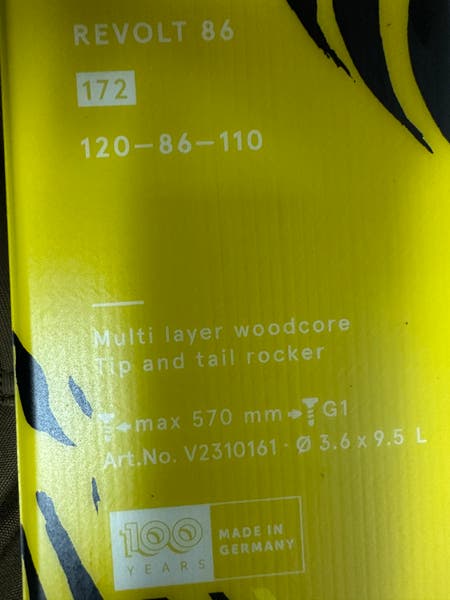 REVOLT 86
172
120–86–110
Multi layer woodcore
Tip and tail rocker
max 570 mm G1
Art.No. V2310161 · Ø 3.6 x 9.5 L
100 YEARS
MADE IN GERMANY